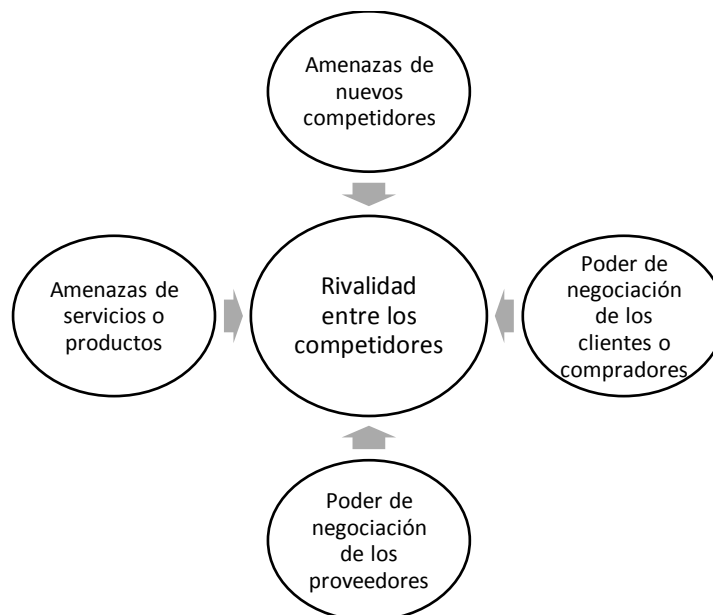 Amenazas de
nuevos
competidores
Amenazas de
servicios o
productos
Rivalidad
entre los
competidores
Poder de
negociación
de los
clientes o
compradores
Poder de
negociación
de los
proveedores